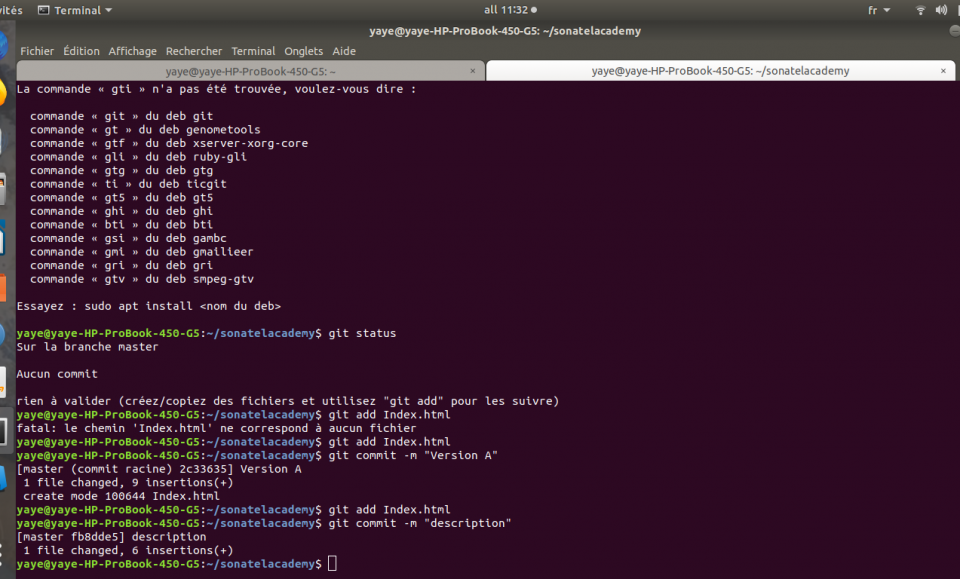 vités Terminal all 11:32 fr
yaye@yaye-HP-ProBook-450-G5: ~/sonatelacademy
Fichier Édition Affichage Rechercher Terminal Onglets Aide
yaye@yaye-HP-ProBook-450-G5: ~ × yaye@yaye-HP-ProBook-450-G5: ~/sonatelacademy ×
La commande « gti » n'a pas été trouvée, voulez-vous dire :
commande « git » du deb git
commande « gt » du deb genometools
commande « gtf » du deb xserver-xorg-core
commande « gli » du deb ruby-gli
commande « gtg » du deb gtg
commande « ti » du deb ticgit
commande « gt5 » du deb gt5
commande « ghi » du deb ghi
commande « bti » du deb bti
commande « gsi » du deb gambc
commande « gmi » du deb gmailieer
commande « gri » du deb gri
commande « gtv » du deb smpeg-gtv
Essayez : sudo apt install <nom du deb>
yaye@yaye-HP-ProBook-450-G5:~/sonatelacademy$ git status
Sur la branche master
Aucun commit
rien à valider (créez/copiez des fichiers et utilisez "git add" pour les suivre)
yaye@yaye-HP-ProBook-450-G5:~/sonatelacademy$ git add Index.html
fatal: le chemin 'Index.html' ne correspond à aucun fichier
yaye@yaye-HP-ProBook-450-G5:~/sonatelacademy$ git add Index.html
yaye@yaye-HP-ProBook-450-G5:~/sonatelacademy$ git commit -m "Version A"
[master (commit racine) 2c33635] Version A
1 file changed, 9 insertions(+)
create mode 100644 Index.html
yaye@yaye-HP-ProBook-450-G5:~/sonatelacademy$ git add Index.html
yaye@yaye-HP-ProBook-450-G5:~/sonatelacademy$ git commit -m "description"
[master fb8dde5] description
1 file changed, 6 insertions(+)
yaye@yaye-HP-ProBook-450-G5:~/sonatelacademy$